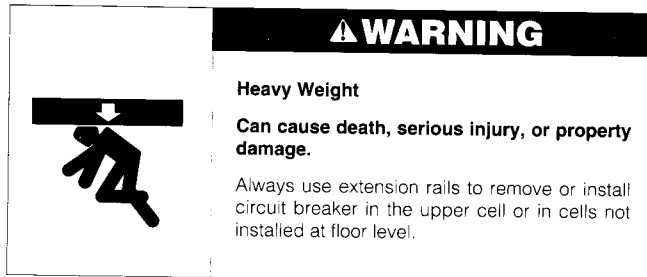 WARNING
Heavy Weight
Can cause death, serious injury, or property
damage.
Always use extension rails to remove or install
circuit breaker in the upper cell or in cells not
installed at floor level.